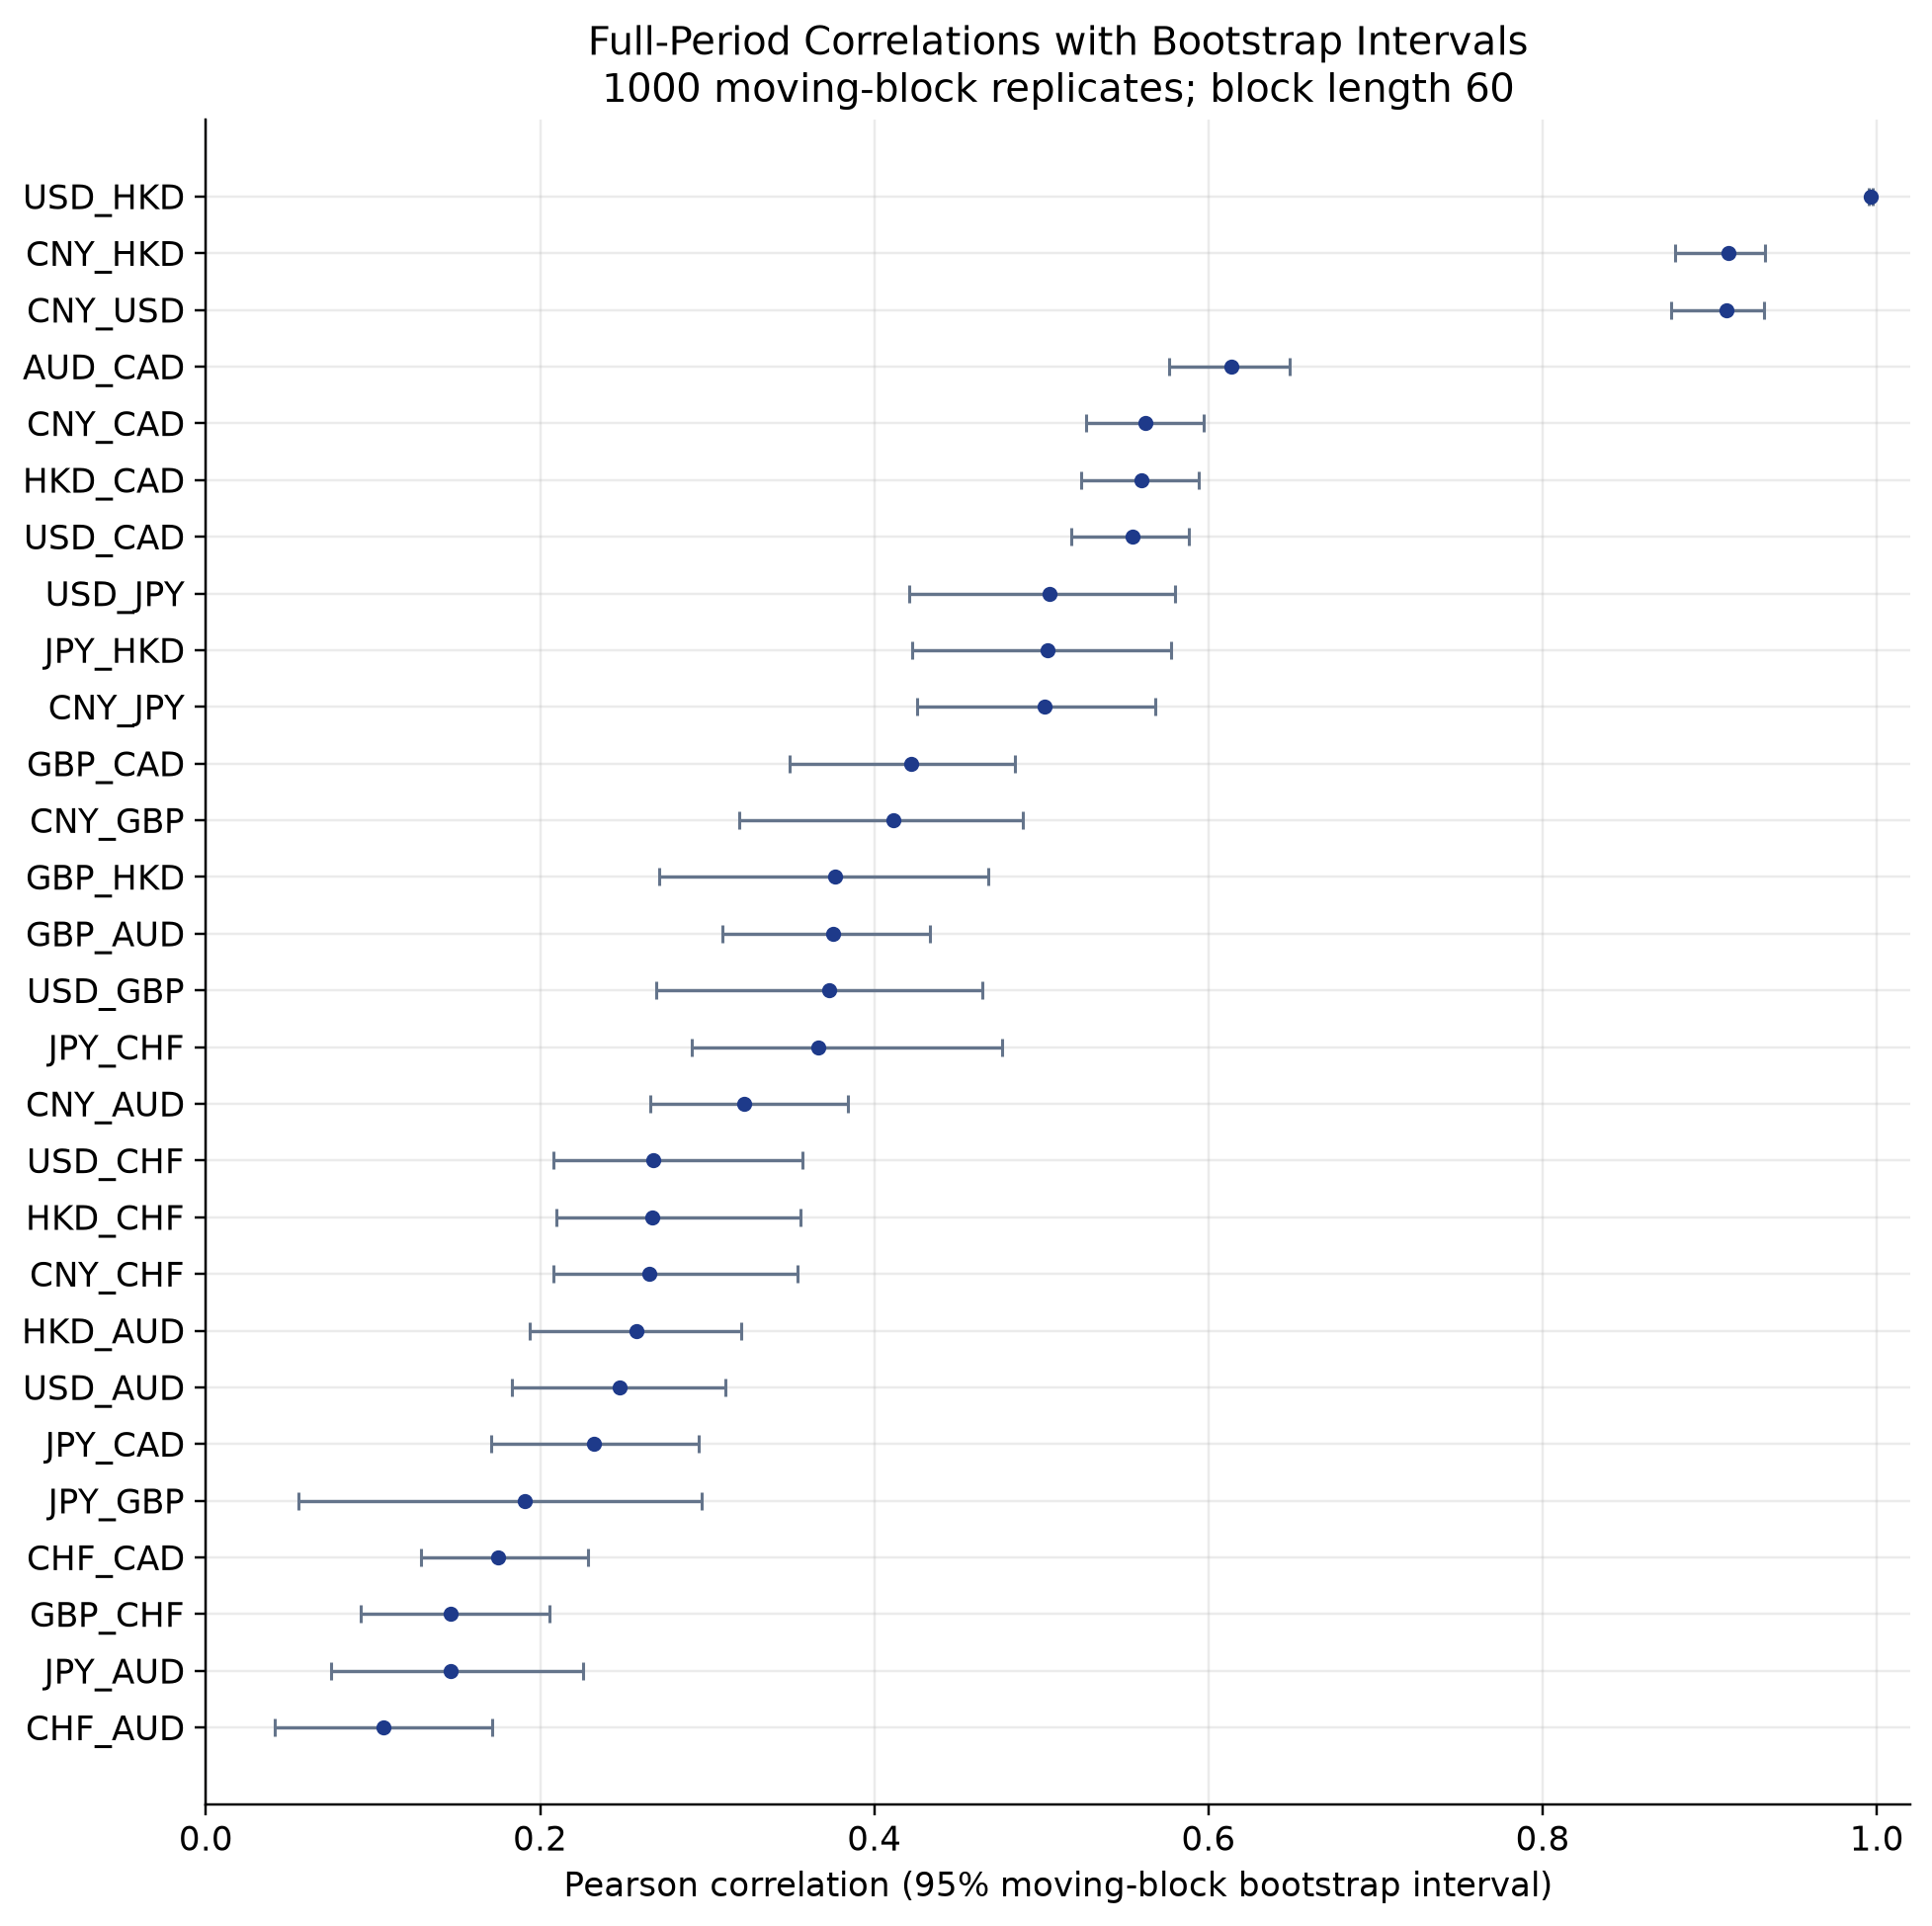 Full-Period Correlations with Bootstrap Intervals
1000 moving-block replicates; block length 60
USD_HKD
CNY_HKD
CNY_USD
AUD_CAD
CNY_CAD
HKD_CAD
USD_CAD
USD_JPY
JPY_HKD
CNY_JPY
GBP_CAD
CNY_GBP
GBP_HKD
GBP_AUD
USD_GBP
JPY_CHF
CNY_AUD
USD_CHF
HKD_CHF
CNY_CHF
HKD_AUD
USD_AUD
JPY_CAD
JPY_GBP
CHF_CAD
GBP_CHF
JPY_AUD
CHF_AUD
0.0 0.2 0.4 0.6 0.8 1.0
Pearson correlation (95% moving-block bootstrap interval)